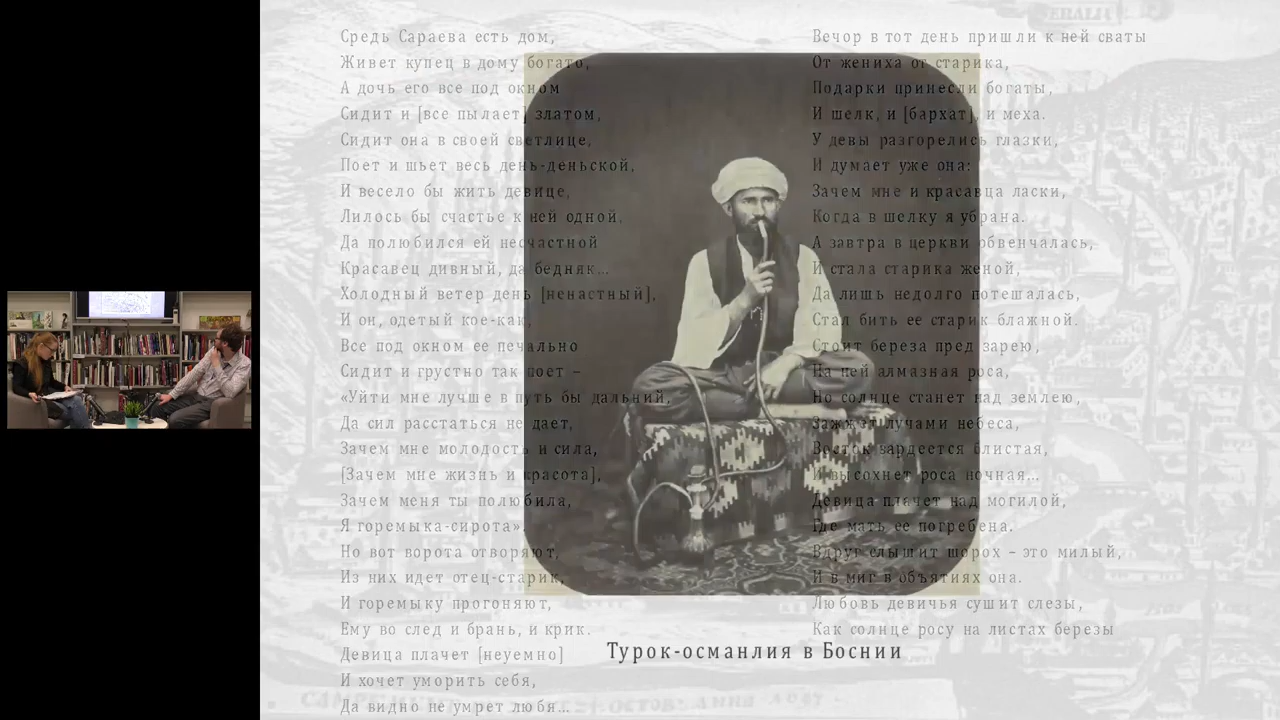 Средь Сараева есть дом,
Живет купец в дому богато,
А дочь его все под окном
Сидит и [все пылает] златом,
Сидит она в своей светлице,
Поет и шьет весь день-деньской,
И весело бы жить девице,
Лилось бы счастье к ней одной.
Да полюбился ей несчастной
Красавец дивный, да бедняк...
Холодный ветер день [ненастный],
И он, одетый кое-как,
Все под окном ее печально
Сидит и грустно так поет –
«Уйти мне лучше в путь бы дальний,
Да сил расстаться не дает,
Зачем мне молодость и сила,
[Зачем мне жизнь и красота],
Зачем меня ты полюбила,
Я горемыка-сирота».
Но вот ворота отворяют,
Из них идет отец-старик,
И горемыку прогоняют,
Ему во след и брань, и крик.
Девица плачет [неуемно]
И хочет уморить себя,
Да видно не умрет любя...
Вечор в тот день пришли к ней сваты
От жениха от старика,
Подарки принесли богаты,
И шелк, и [бархат], и меха.
У девы разгорелись глазки,
И думает уже она:
Зачем мне и красавца ласки,
Когда в шелку я убрана.
А завтра в церкви обвенчалась,
И стала старика женой,
Да лишь недолго потешалась,
Стал бить ее старик блажной.
Стоит береза пред зарею,
На ней алмазная роса,
Но солнце станет над землею,
Зажжет лучами небеса,
Восток зардеется блистая,
И высохнет роса ночная...
Девица плачет над могилой,
Где мать ее погребена.
Вдруг слышит шорох – это милый,
И в миг в объятиях она.
Любовь девичья сушит слезы,
Как солнце росу на листах березы
Турок-османлия в Боснии